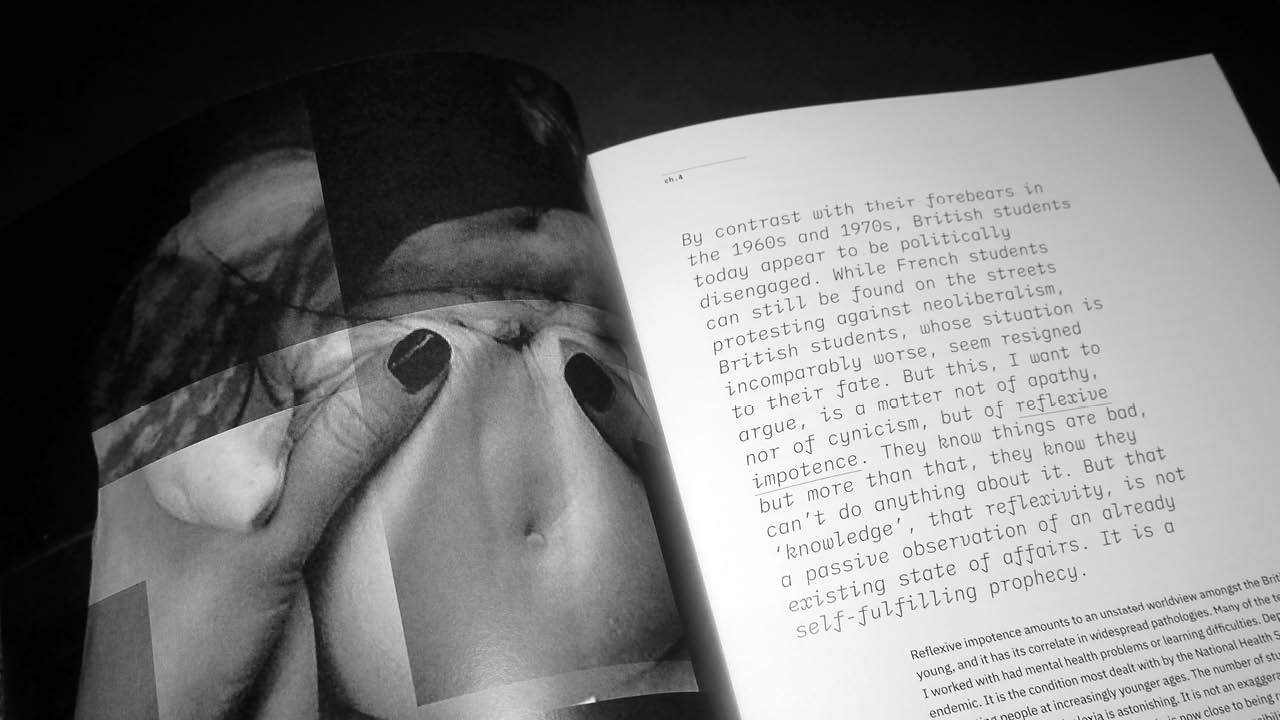 ch.4
By contrast with their forebears in
the 1960s and 1970s, British students
today appear to be politically
disengaged. While French students
can still be found on the streets
protesting against neoliberalism,
British students, whose situation is
incomparably worse, seem resigned
to their fate. But this, I want to
argue, is a matter not of apathy,
nor of cynicism, but of reflexive
impotence. They know things are bad,
but more than that, they know they
can't do anything about it. But that
'knowledge', that reflexivity, is not
a passive observation of an already
existing state of affairs. It is a
self-fulfilling prophecy.
Reflexive impotence amounts to an unstated worldview amongst the Briti
young, and it has its correlate in widespread pathologies. Many of the
I worked with had mental health problems or learning difficulties. Dep
endemic. It is the condition most dealt with by the National Health S
ting people at increasingly younger ages. The number of stu
lexia is astonishing. It is not an exaggera
is now close to being